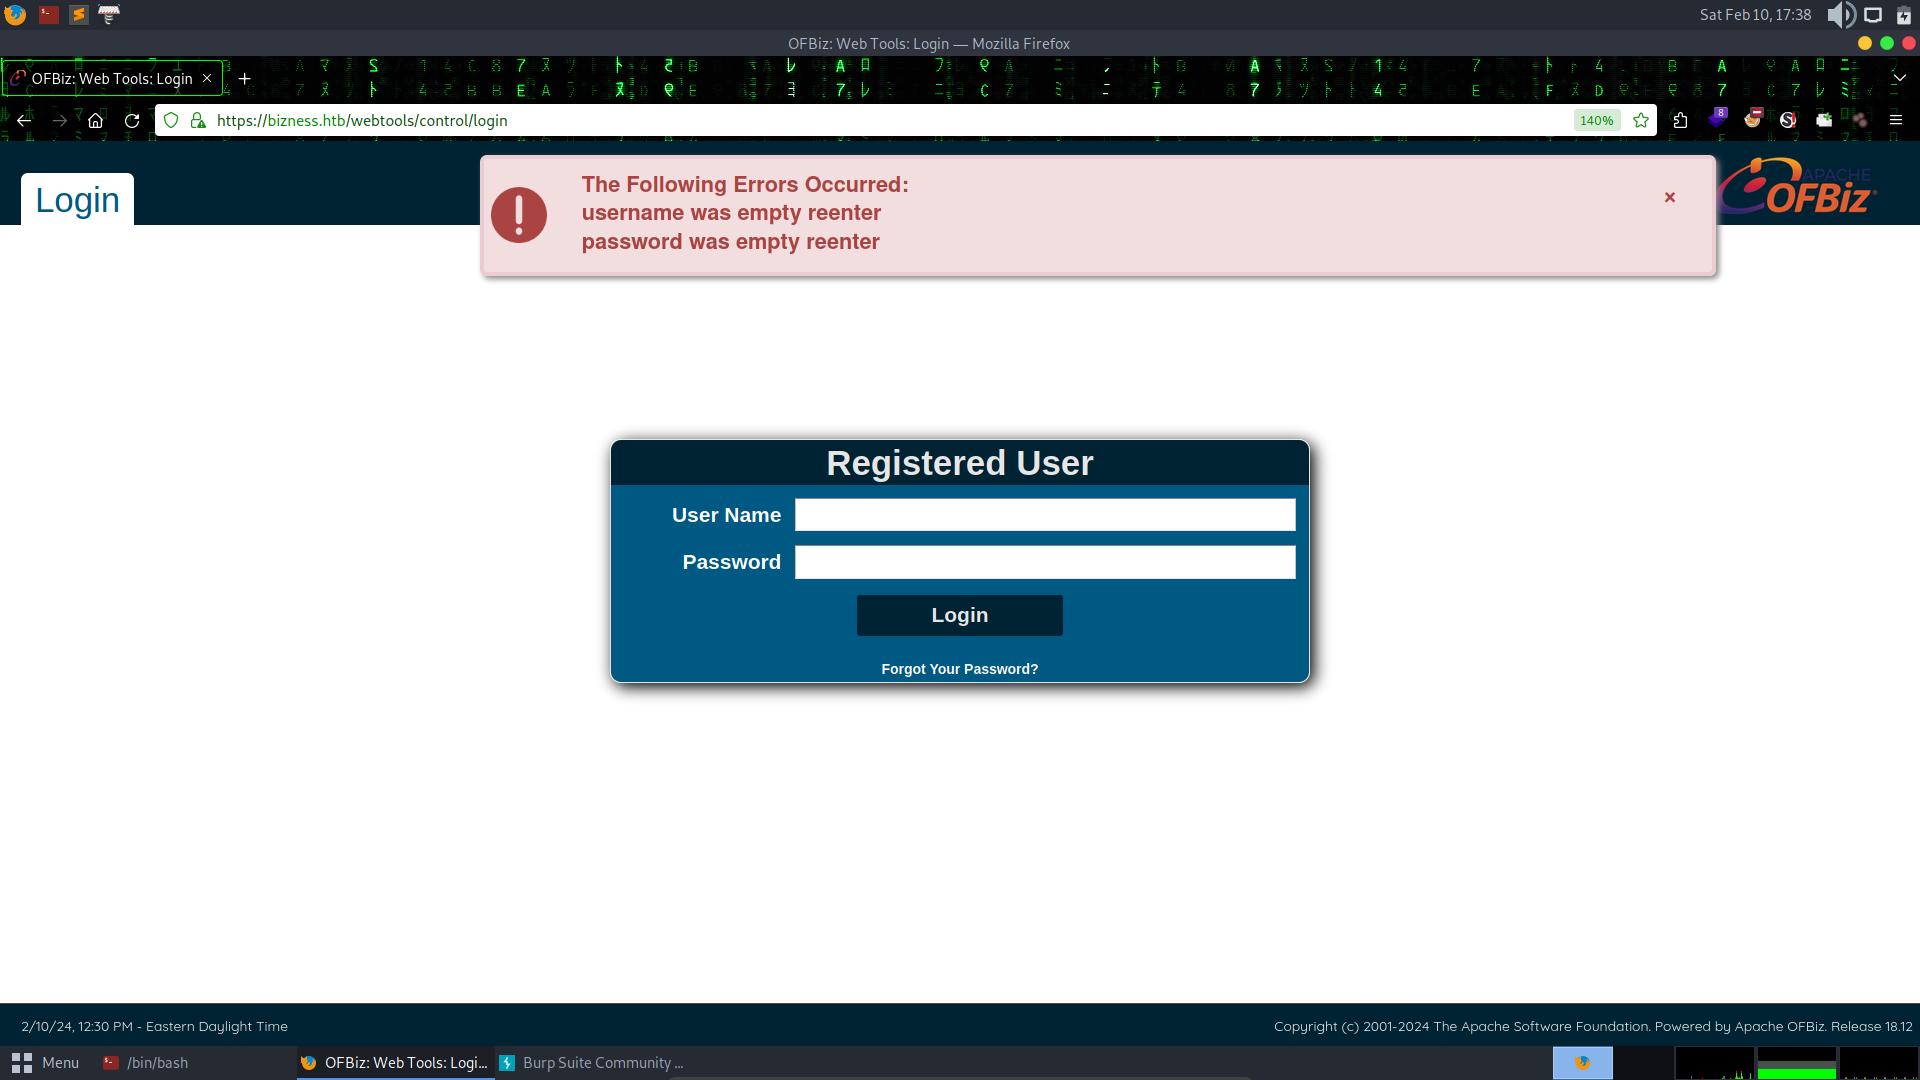 Sat Feb 10, 17:38
OFBiz: Web Tools: Login — Mozilla Firefox
OFBiz: Web Tools: Login
https://bizness.htb/webtools/control/login
140%
8
Login
The Following Errors Occurred:
username was empty reenter
password was empty reenter
×
APACHE
OFBiz
Registered User
User Name
Password
Login
Forgot Your Password?
2/10/24, 12:30 PM - Eastern Daylight Time
Copyright (c) 2001-2024 The Apache Software Foundation. Powered by Apache OFBiz. Release 18.12
Menu
/bin/bash
OFBiz: Web Tools: Logi...
Burp Suite Community ...